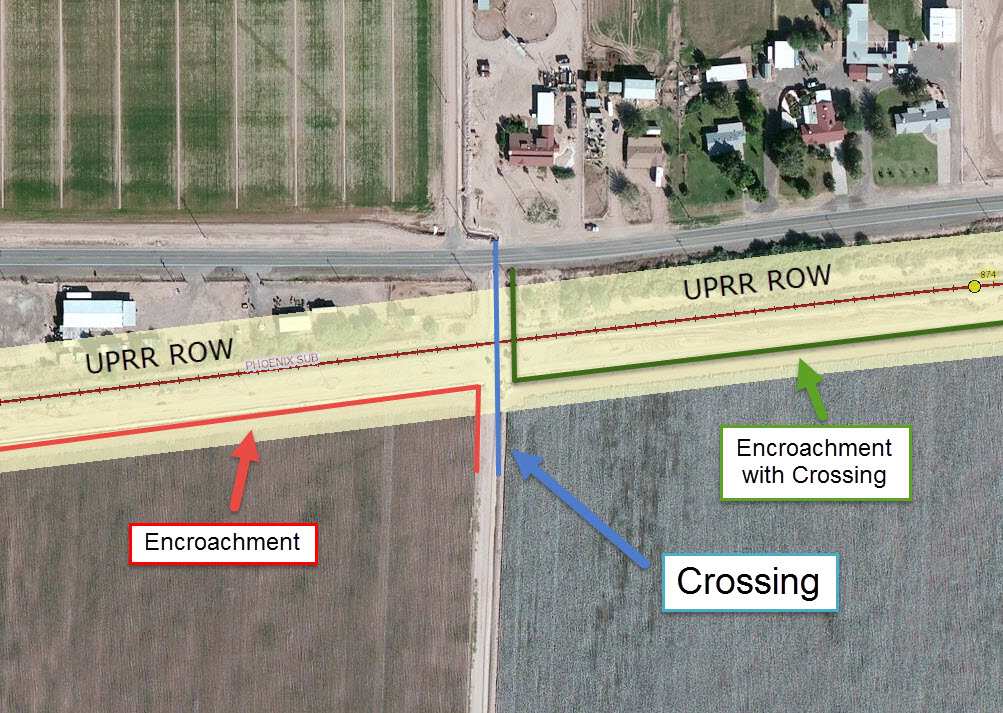 874
UPRR ROW
UPRR ROW
PHOENIX SUB
Encroachment
with Crossing
Encroachment
Crossing